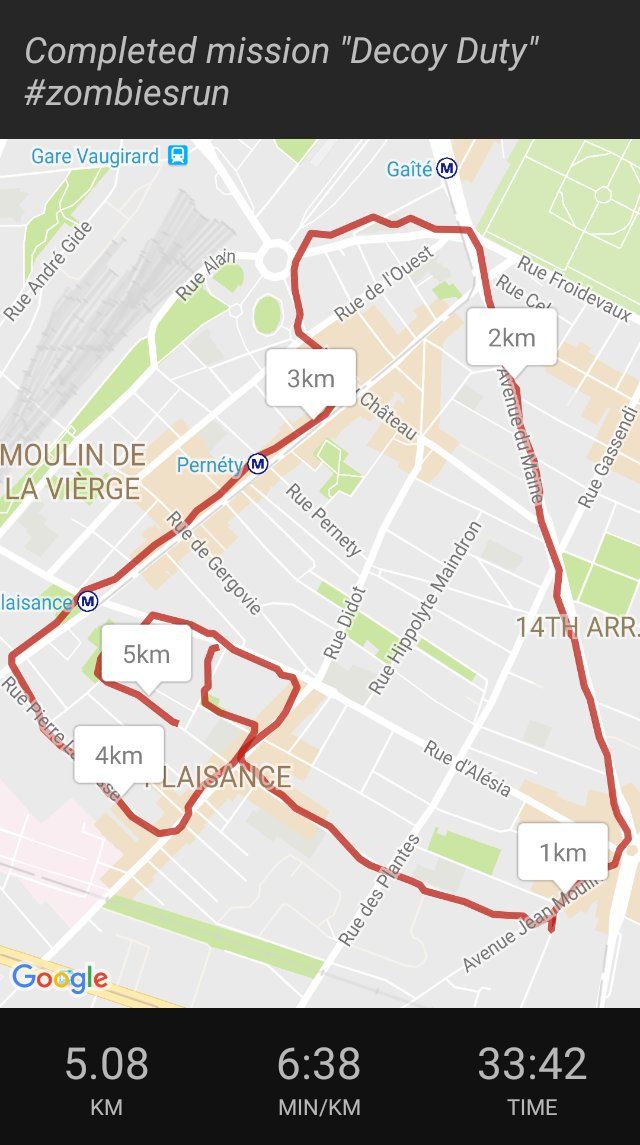 Completed mission "Decoy Duty"
#zombiesrun
Gare Vaugirard
Gaîté M
Rue André Gide
Rue Alain
Rue de l'Ouest
Rue Froidevaux
Rue Cel
2km
3km
Château
Avenue du Maine
Rue Gassendi
MOULIN DE
LA VIÈRGE
Pernéty M
Rue Pernety
Rue de Gergovie
Rue Didot
Rue Hippolyte Maindron
laisance M
14TH ARR.
5km
Rue Pierre L
4km
PLAISANCE
Rue d'Alésia
1km
Rue des Plantes
Avenue Jean Moulin
Google
5.08 6:38 33:42
KM MIN/KM TIME